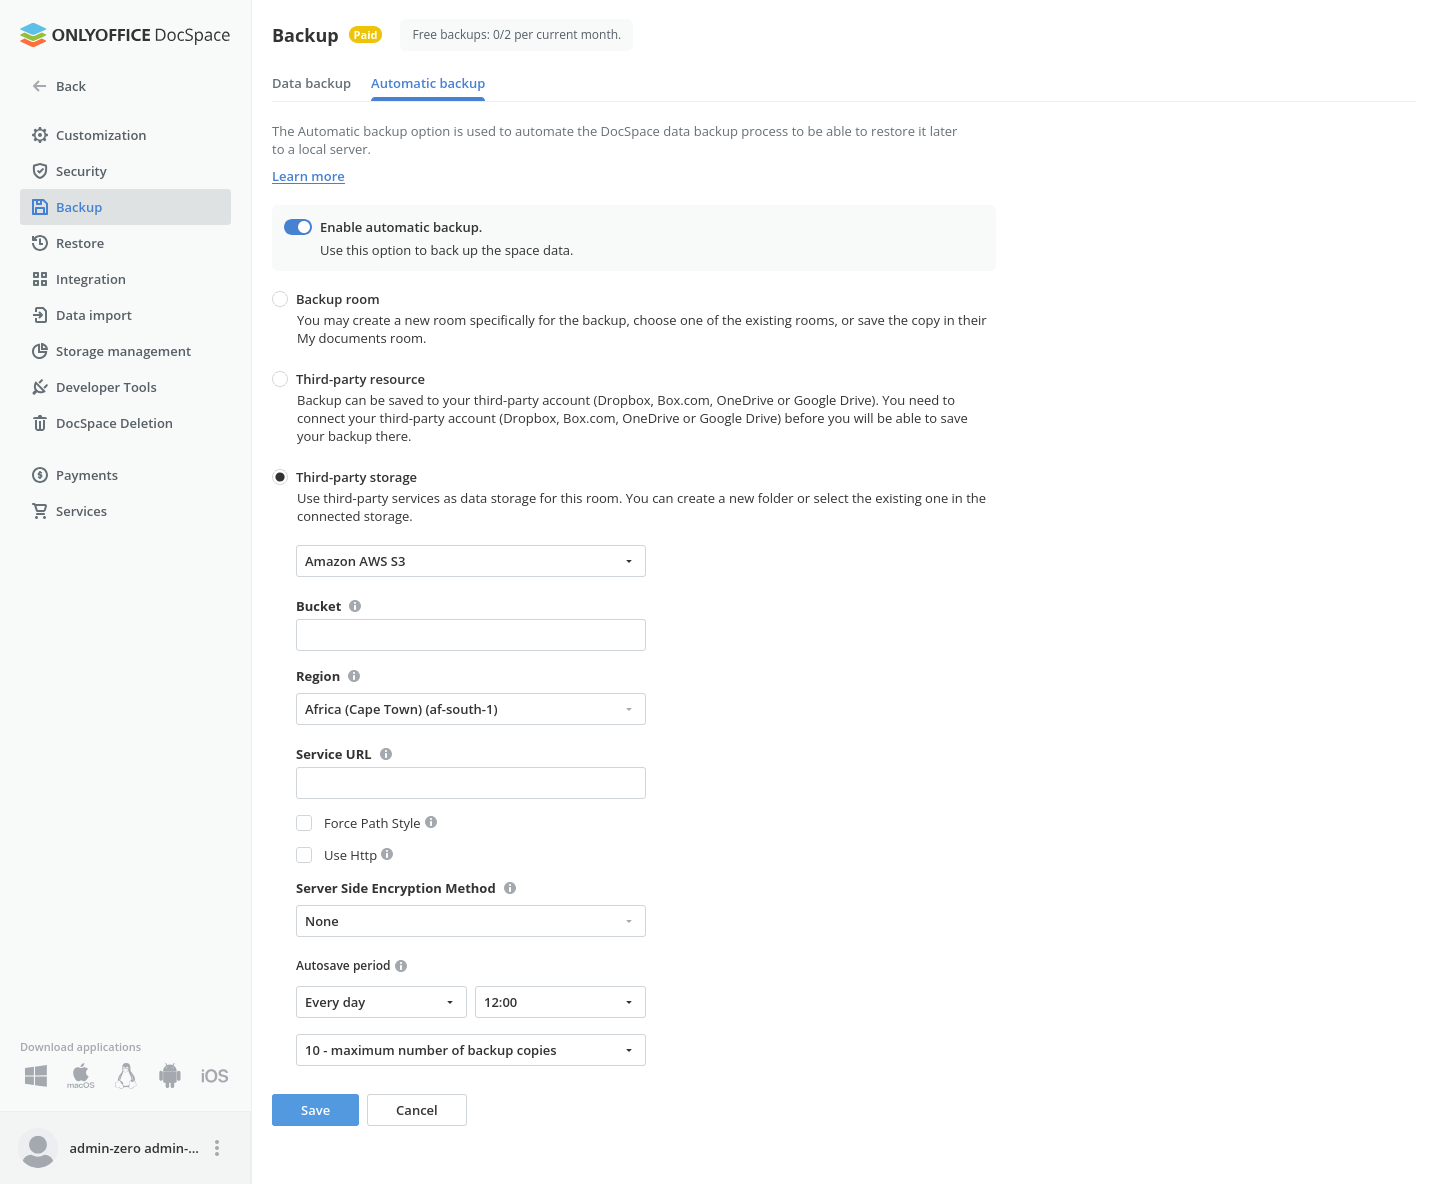 ONLYOFFICE DocSpace
Back
Customization
Security
Backup
Restore
Integration
Data import
Storage management
Developer Tools
DocSpace Deletion
Payments
Services
Download applications
macOS
iOS
admin-zero admin-...
Backup
Paid
Free backups: 0/2 per current month.
Data backup
Automatic backup
The Automatic backup option is used to automate the DocSpace data backup process to be able to restore it later
to a local server.
Learn more
Enable automatic backup.
Use this option to back up the space data.
Backup room
You may create a new room specifically for the backup, choose one of the existing rooms, or save the copy in their
My documents room.
Third-party resource
Backup can be saved to your third-party account (Dropbox, Box.com, OneDrive or Google Drive). You need to
connect your third-party account (Dropbox, Box.com, OneDrive or Google Drive) before you will be able to save
your backup there.
Third-party storage
Use third-party services as data storage for this room. You can create a new folder or select the existing one in the
connected storage.
Amazon AWS S3
Bucket
Region
Africa (Cape Town) (af-south-1)
Service URL
Force Path Style
Use Http
Server Side Encryption Method
None
Autosave period
Every day
12:00
10 - maximum number of backup copies
Save
Cancel